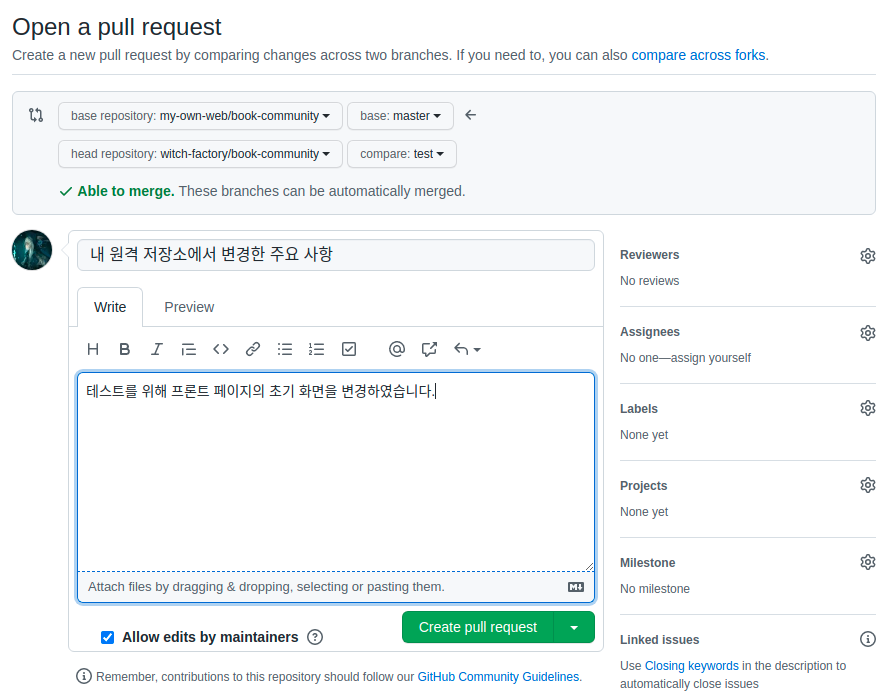 Open a pull request
Create a new pull request by comparing changes across two branches. If you need to, you can also compare across forks.
base repository: my-own-web/book-community base: master
head repository: witch-factory/book-community compare: test
Able to merge. These branches can be automatically merged.
내 원격 저장소에서 변경한 주요 사항
Write Preview
테스트를 위해 프론트 페이지의 초기 화면을 변경하였습니다.
Attach files by dragging & dropping, selecting or pasting them.
Allow edits by maintainers
Create pull request
Remember, contributions to this repository should follow our GitHub Community Guidelines.
Reviewers
No reviews
Assignees
No one—assign yourself
Labels
None yet
Projects
None yet
Milestone
No milestone
Linked issues
Use Closing keywords in the description to
automatically close issues